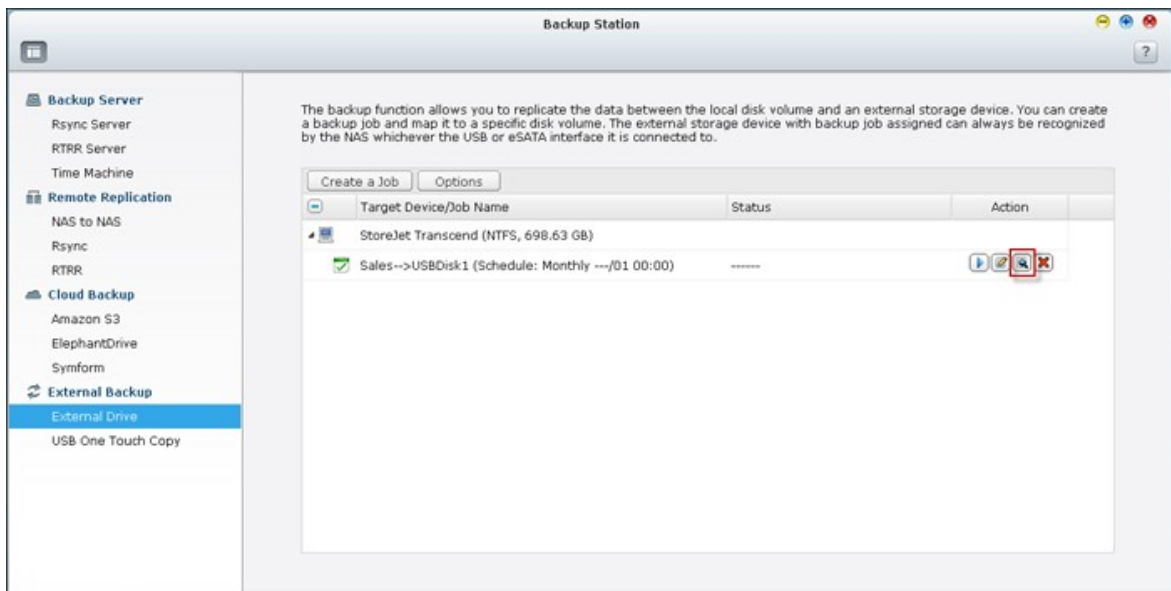 Backup Station
?
Backup Server
Rsync Server
RTRR Server
Time Machine
Remote Replication
NAS to NAS
Rsync
RTRR
Cloud Backup
Amazon S3
ElephantDrive
Symform
External Backup
External Drive
USB One Touch Copy
The backup function allows you to replicate the data between the local disk volume and an external storage device. You can create
a backup job and map it to a specific disk volume. The external storage device with backup job assigned can always be recognized
by the NAS whichever the USB or eSATA interface it is connected to.
Create a Job Options
Target Device/Job Name Status Action
StoreJet Transcend (NTFS, 698.63 GB)
Sales-->USBDisk1 (Schedule: Monthly ---/01 00:00) ------